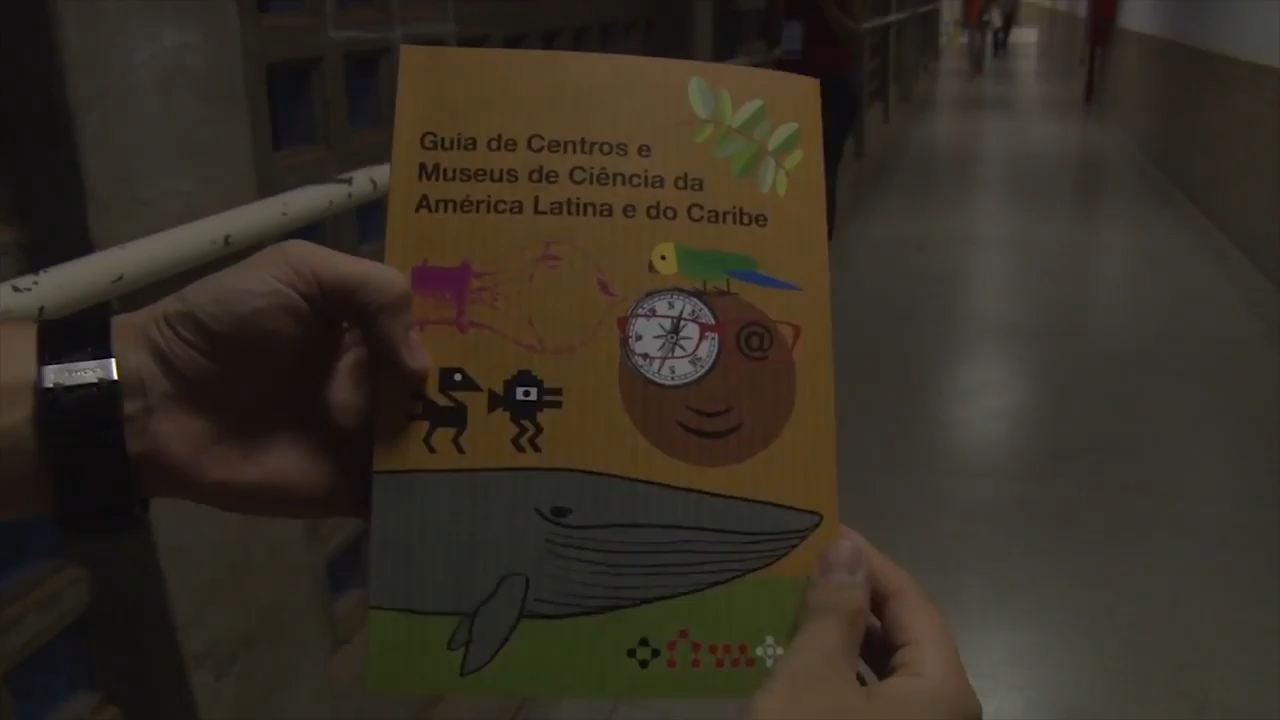 Guia de Centros e
Museus de Ciência da
América Latina e do Caribe
@